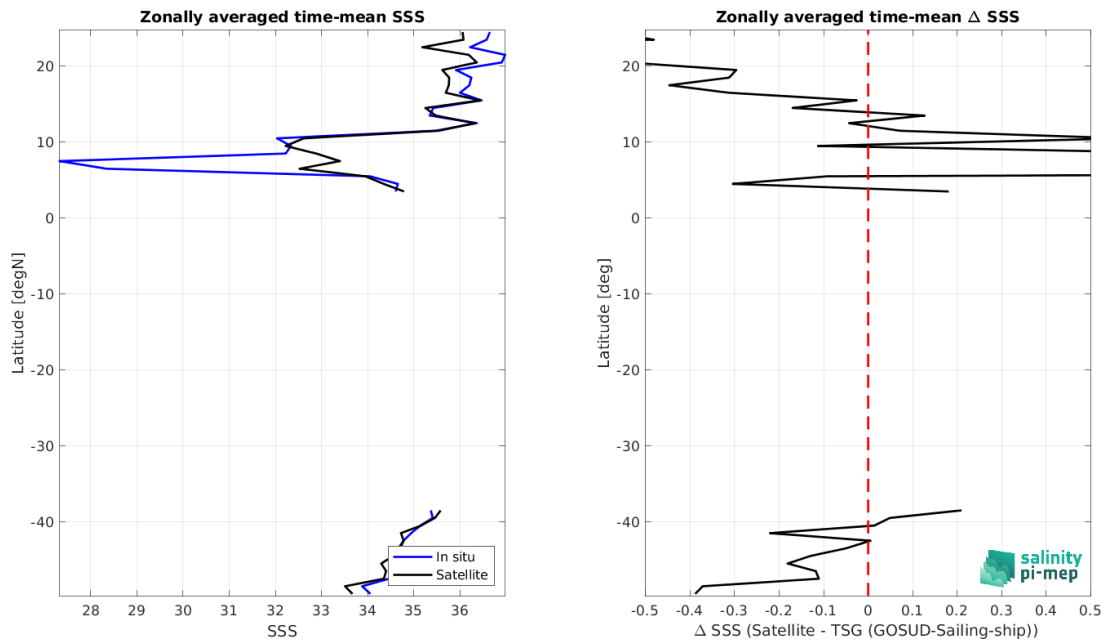 Zonally averaged time-mean SSS
20
10
0
-10
-20
-30
-40
Latitude [degN]
28 29 30 31 32 33 34 35 36
SSS
In situ
Satellite
Zonally averaged time-mean Δ SSS
20
10
0
-10
-20
-30
-40
Latitude [deg]
-0.5 -0.4 -0.3 -0.2 -0.1 0 0.1 0.2 0.3 0.4 0.5
Δ SSS (Satellite - TSG (GOSUD-Sailing-ship))
salinity
pi-mep